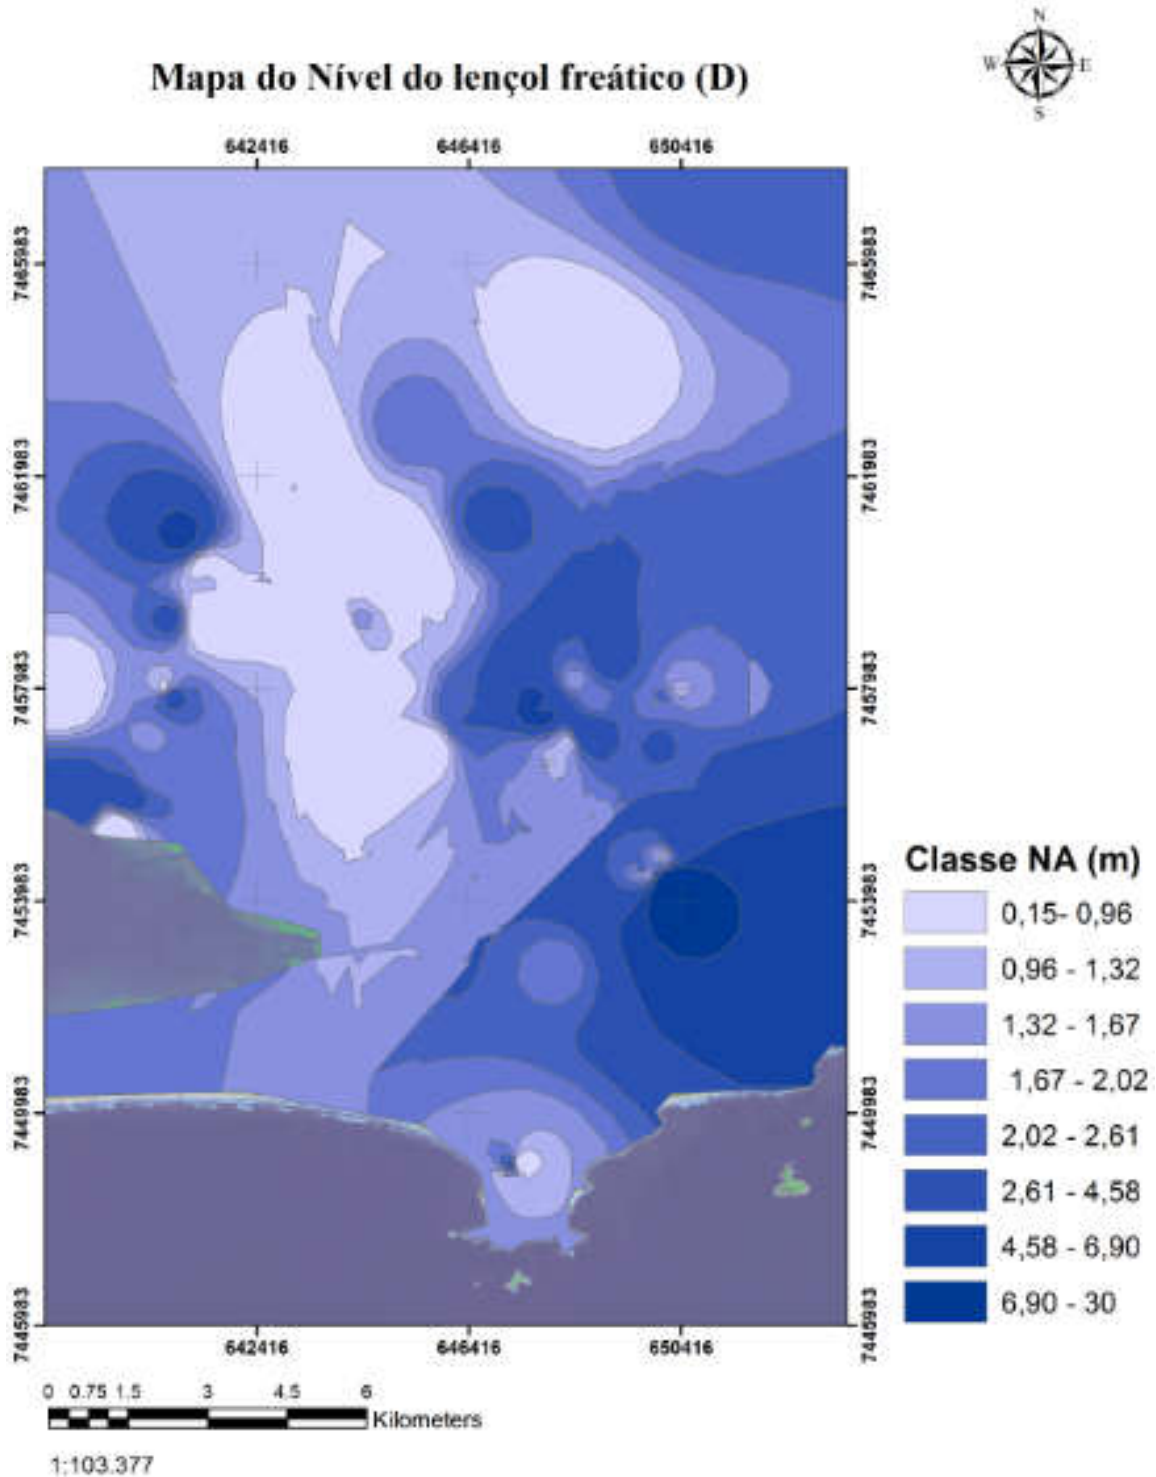 N
W E
S
Mapa do Nível do lençol freático (D)
642416 646416 650416
7465983 7465983
7461983 7461983
7457983 7457983
7453983 7453983
7449983 7449983
7445983 7445983
642416 646416 650416
Classe NA (m)
0,15- 0,96
0,96 - 1,32
1,32 - 1,67
1,67 - 2,02
2,02 - 2,61
2,61 - 4,58
4,58 - 6,90
6,90 - 30
0 0.75 1.5 3 4.5 6
Kilometers
1:103.377